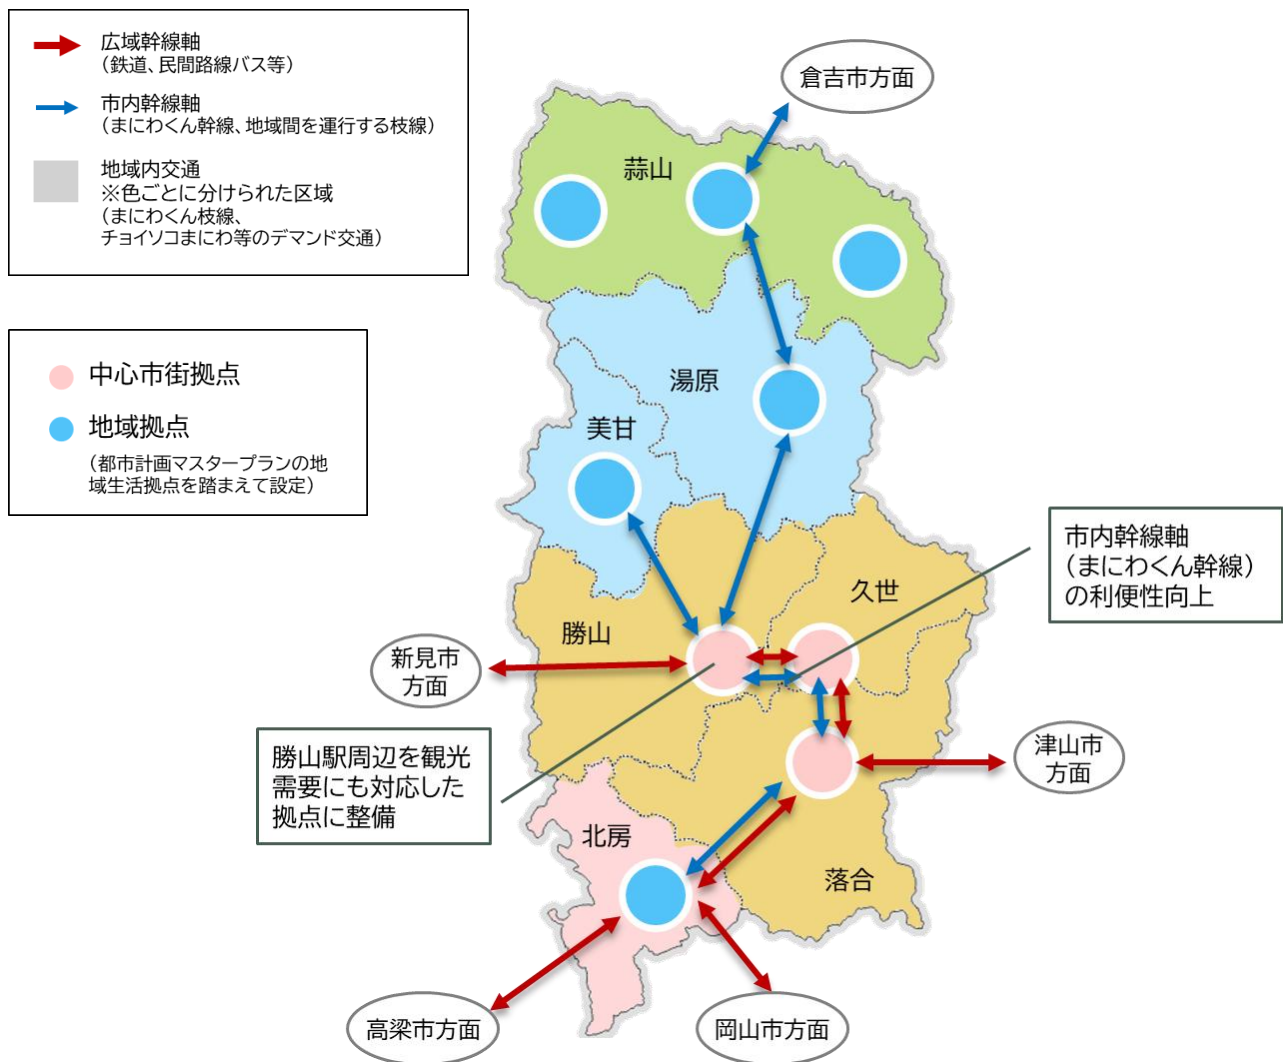 広域幹線軸
（鉄道、民間路線バス等）
市内幹線軸
（まにわくん幹線、地域間を運行する枝線）
地域内交通
※色ごとに分けられた区域
（まにわくん枝線、
チョイソコまにわ等のデマンド交通）
中心市街拠点
地域拠点
（都市計画マスタープランの地
域生活拠点を踏まえて設定）
倉吉市方面
蒜山
湯原
美甘
久世
勝山
市内幹線軸
（まにわくん幹線）
の利便性向上
新見市
方面
津山市
方面
勝山駅周辺を観光
需要にも対応した
拠点に整備
北房
落合
高梁市方面
岡山市方面